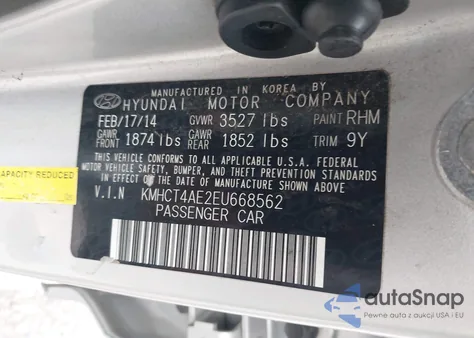 MANUFACTURED IN KOREA BY
HYUNDAI MOTOR COMPANY
FEB/17/14 GVWR 3527 lbs PAINT RHM
GAWR FRONT 1874 lbs GAWR REAR 1852 lbs TRIM 9Y
THIS VEHICLE CONFORMS TO ALL APPLICABLE U.S.A. FEDERAL
MOTOR VEHICLE SAFETY, BUMPER, AND THEFT PREVENTION
STANDARDS IN EFFECT ON THE DATE OF MANUFACTURE SHOWN ABOVE.
V.I.N KMHCT4AE2EU668562
PASSENGER CAR
CAPACITY REDUCED
autoSnap
Pewne auta z aukcji USA i EU